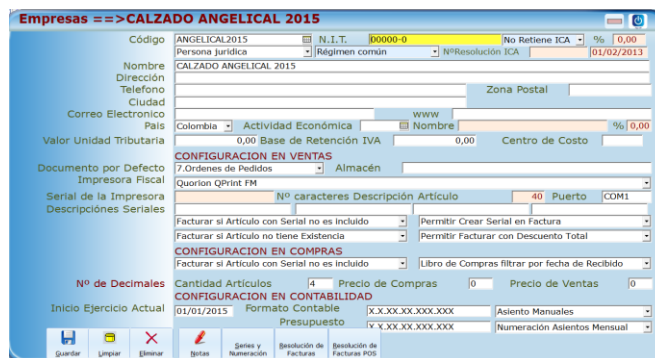 Empresas ==>CALZADO ANGELICAL 2015
Código ANGELICAL2015 N.I.T. 00000-0 No Retiene ICA % 0,00
Persona juridica Régimen común NºResolución ICA 01/02/2013
Nombre CALZADO ANGELICAL 2015
Dirección
Telefono Zona Postal
Ciudad
Correo Electronico www
Pais Colombia Actividad Económica Nombre % 0,00
Valor Unidad Tributaria 0,00 Base de Retención IVA 0,00 Centro de Costo
CONFIGURACION EN VENTAS
Documento por Defecto 7.Ordenes de Pedidos Almacén
Impresora Fiscal Quorion QPrint FM
Serial de la Impresora Nº caracteres Descripción Artículo 40 Puerto COM1
Descripciónes Seriales
Facturar si Artículo con Serial no es incluido Permitir Crear Serial en Factura
Facturar si Artículo no tiene Existencia Permitir Facturar con Descuento Total
CONFIGURACION EN COMPRAS
Facturar si Artículo con Serial no es incluido Libro de Compras filtrar por fecha de Recibido
Nº de Decimales Cantidad Artículos 4 Precio de Compras 0 Precio de Ventas 0
CONFIGURACION EN CONTABILIDAD
Inicio Ejercicio Actual 01/01/2015 Formato Contable X.X.XX.XX.XXX.XXX Asiento Manuales
Presupuesto X.X.XX.XX.XXX.XXX Numeración Asientos Mensual
Guardar Limpiar Eliminar Notas Series y Numeración Resolución de Facturas Resolución de Facturas POS